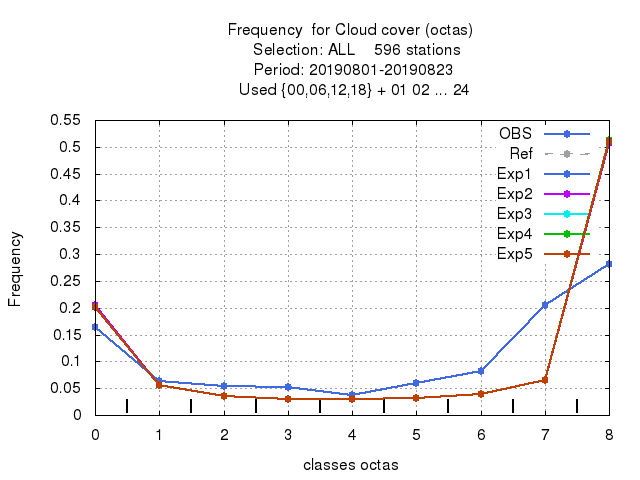 Frequency  for Cloud cover (octas)
Selection: ALL    596 stations
Period: 20190801-20190823
Used {00,06,12,18} + 01 02 ... 24
0.55
0.5
0.45
0.4
0.35
0.3
0.25
0.2
0.15
0.1
0.05
0
Frequency
OBS
Ref
Exp1
Exp2
Exp3
Exp4
Exp5
0 1 2 3 4 5 6 7 8
classes octas